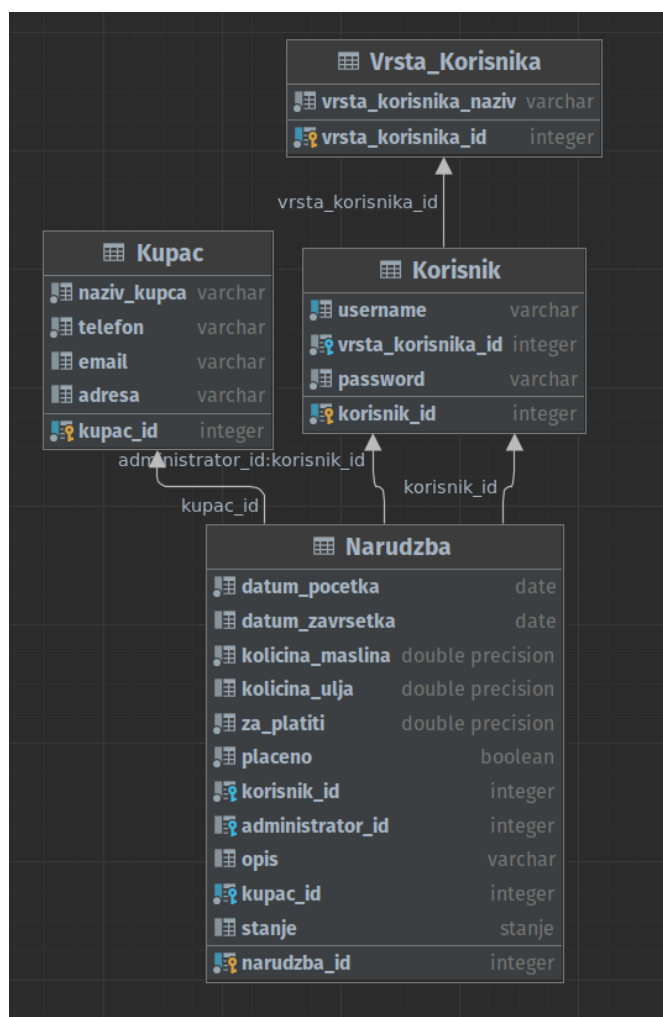 Vrsta_Korisnika
vrsta_korisnika_naziv varchar
vrsta_korisnika_id integer
vrsta_korisnika_id
Kupac
naziv_kupca varchar
telefon varchar
email varchar
adresa varchar
kupac_id integer
Korisnik
username varchar
vrsta_korisnika_id integer
password varchar
korisnik_id integer
administrator_id:korisnik_id
korisnik_id
kupac_id
Narudzba
datum_pocetka date
datum_zavrsetka date
kolicina_maslina double precision
kolicina_ulja double precision
za_platiti double precision
placeno boolean
korisnik_id integer
administrator_id integer
opis varchar
kupac_id integer
stanje stanje
narudzba_id integer